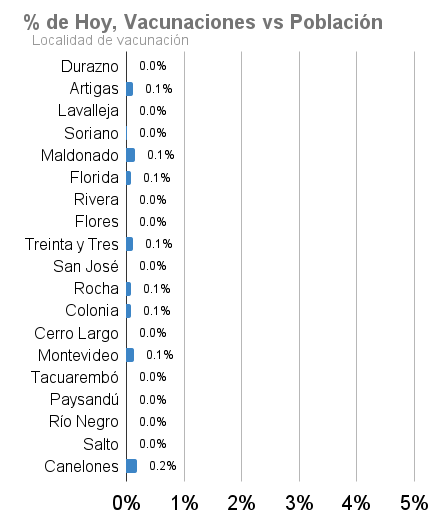 % de Hoy, Vacunaciones vs Población
Localidad de vacunación
Durazno 0.0%
Artigas 0.1%
Lavalleja 0.0%
Soriano 0.0%
Maldonado 0.1%
Florida 0.1%
Rivera 0.0%
Flores 0.0%
Treinta y Tres 0.1%
San José 0.0%
Rocha 0.1%
Colonia 0.1%
Cerro Largo 0.0%
Montevideo 0.1%
Tacuarembó 0.0%
Paysandú 0.0%
Río Negro 0.0%
Salto 0.0%
Canelones 0.2%
0% 1% 2% 3% 4% 5%